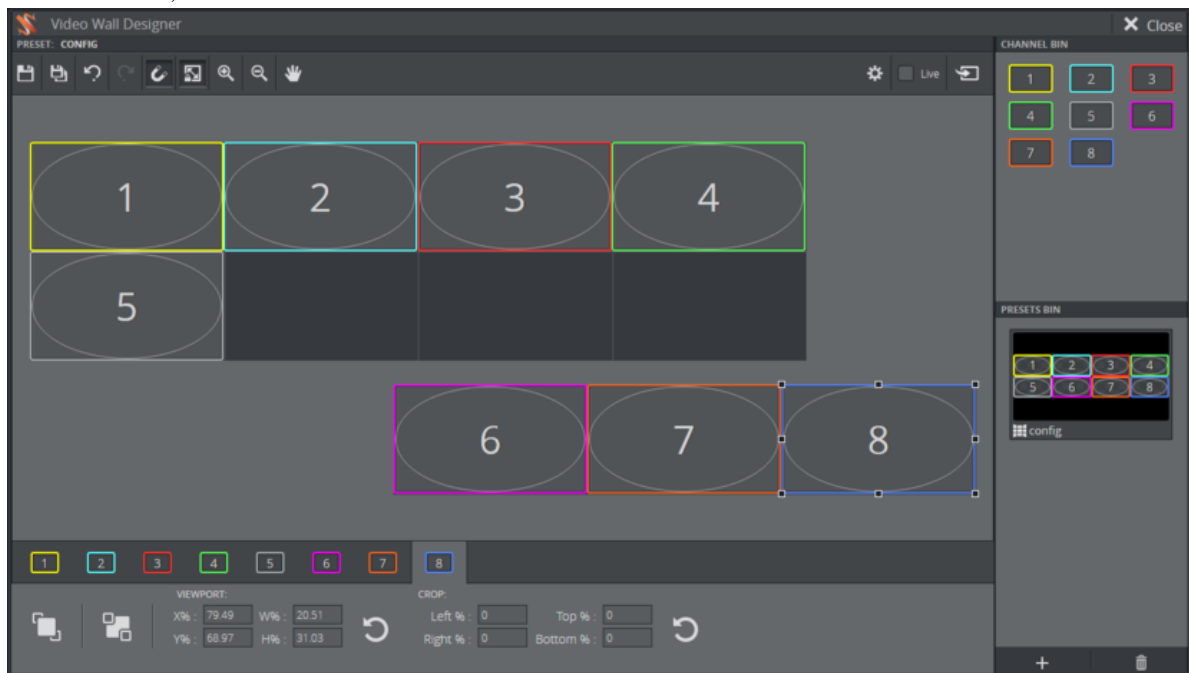 Video Wall Designer
Close
PRESET: CONFIG
CHANNEL BIN
Live
1 2 3
4 5 6
7 8
1 2 3 4
5
6 7 8
PRESETS BIN
1 2 3 4
5 6 7 8
config
1 2 3 4 5 6 7 8
VIEWPORT:
CROP:
X% : 79.49 W% : 20.51 Left % : 0 Top % : 0
Y% : 68.97 H% : 31.03 Right % : 0 Bottom % : 0